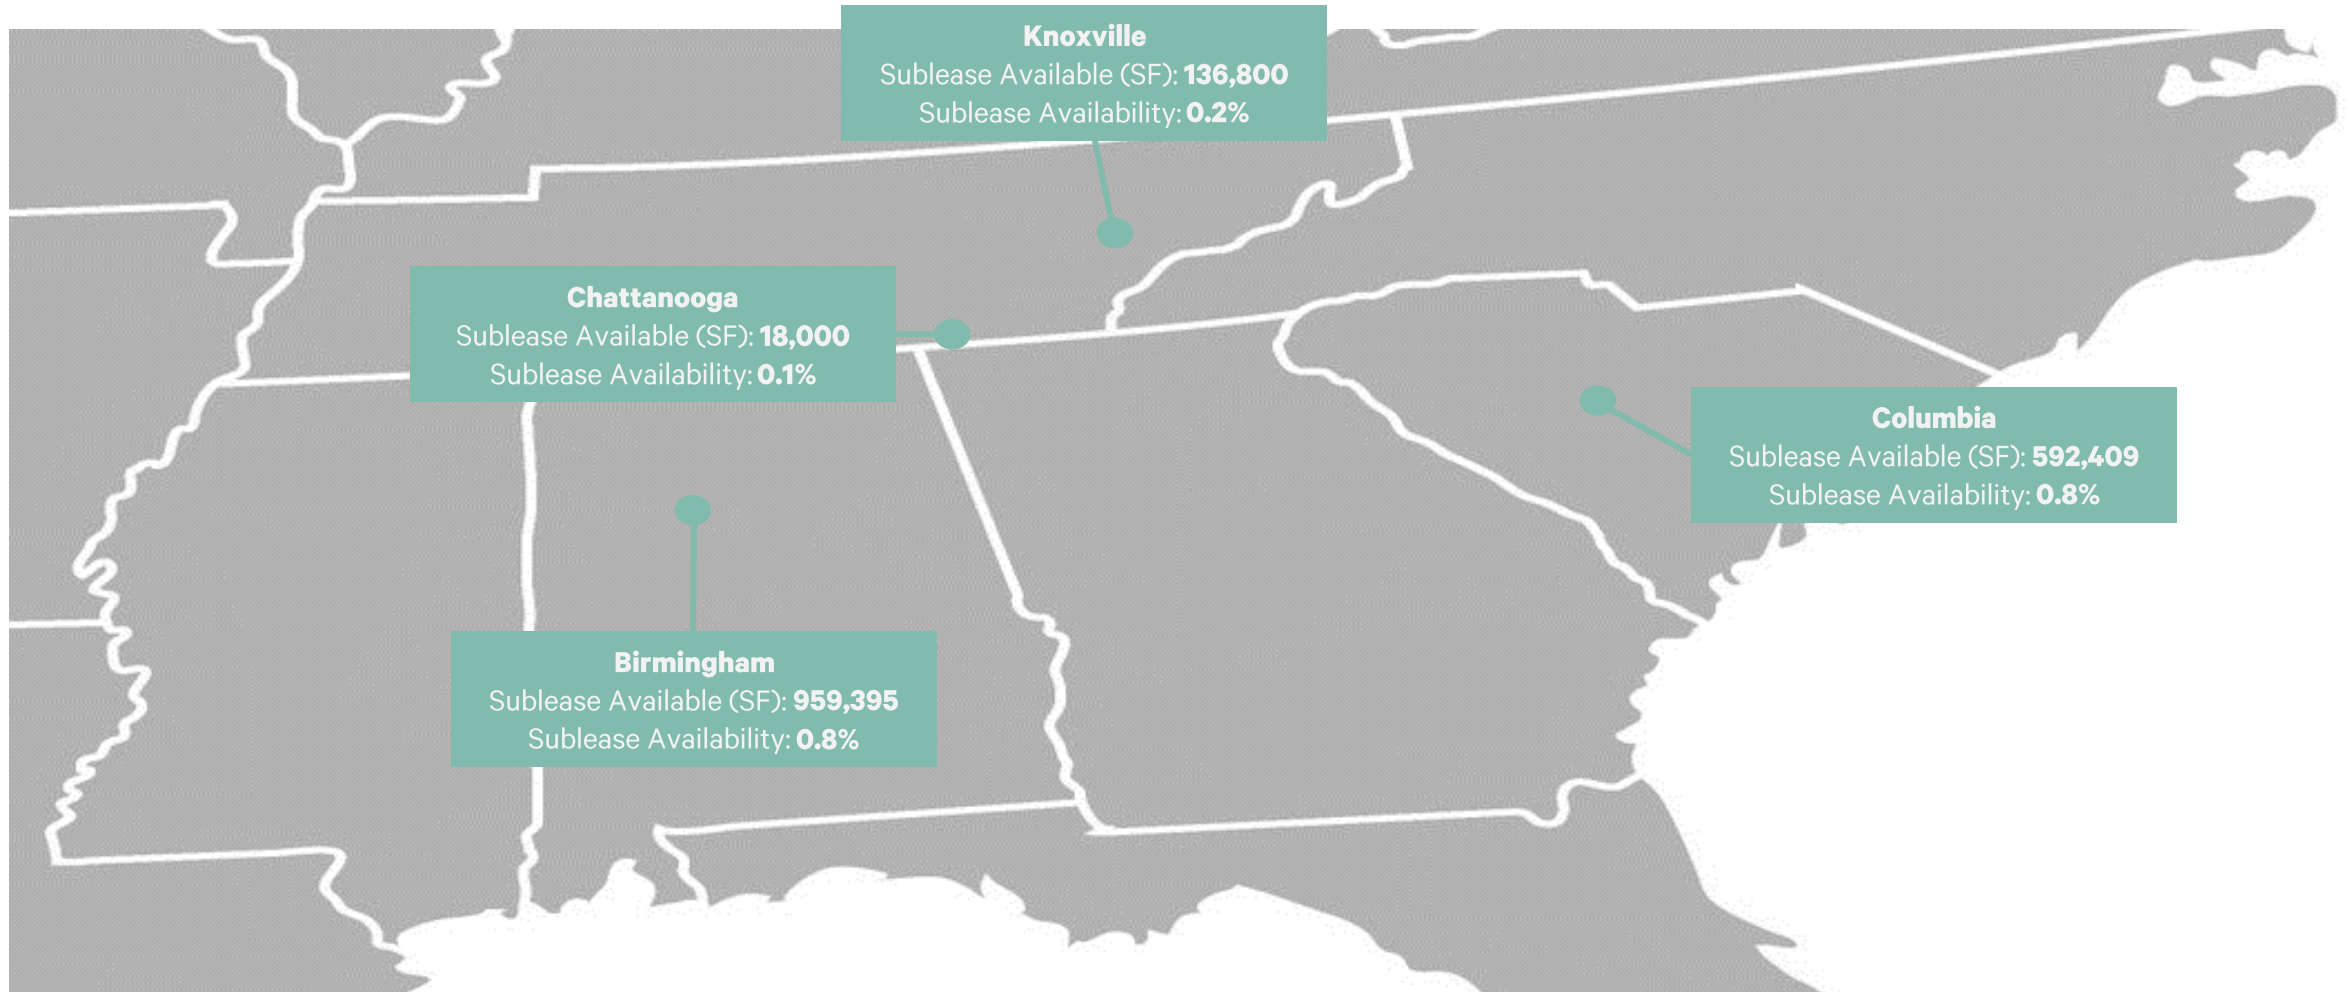 Knoxville
Sublease Available (SF): 136,800
Sublease Availability: 0.2%
Chattanooga
Sublease Available (SF): 18,000
Sublease Availability: 0.1%
Columbia
Sublease Available (SF): 592,409
Sublease Availability: 0.8%
Birmingham
Sublease Available (SF): 959,395
Sublease Availability: 0.8%